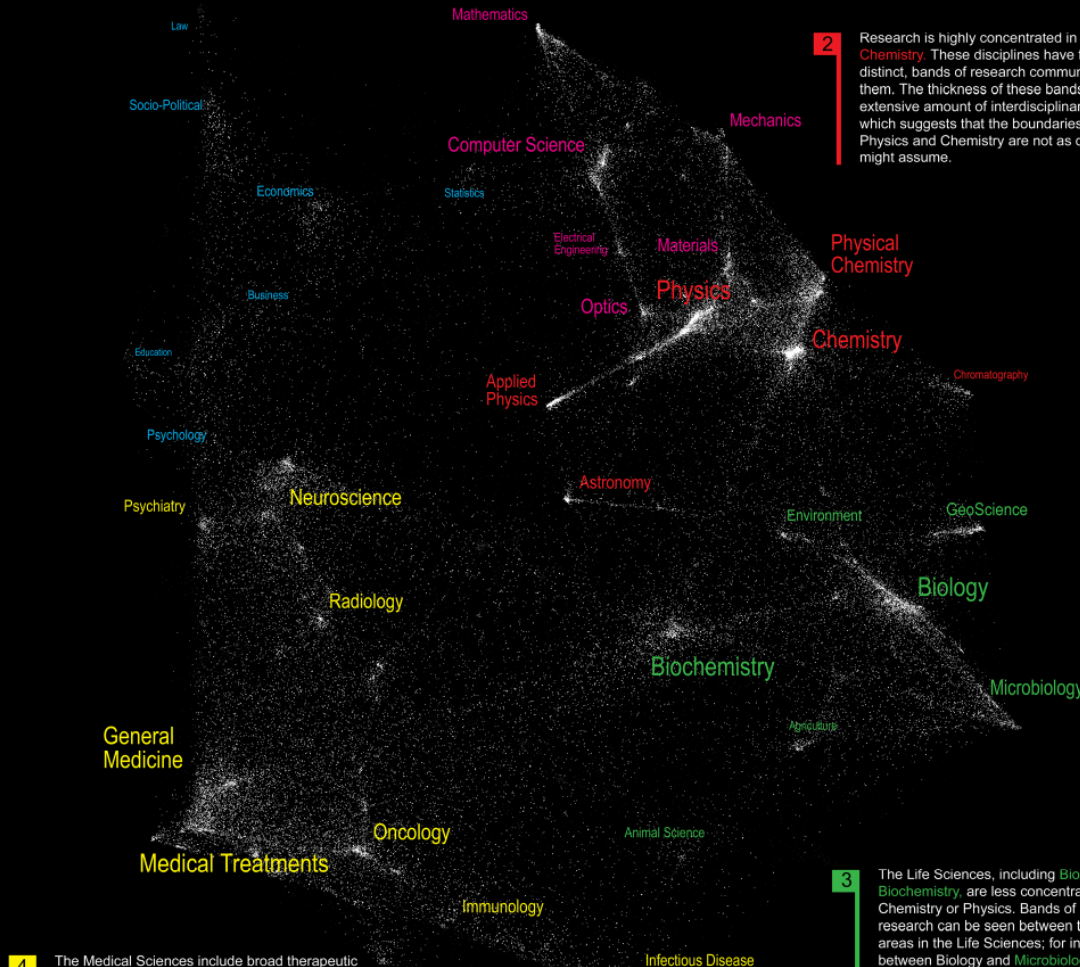 Mathematics
Law
2
Research is highly concentrated in
Chemistry. These disciplines have
distinct, bands of research
them. The thickness of these bands
extensive amount of
which suggests that the boundaries
Physics and Chemistry are not as
might assume.
Socio-Political
Mechanics
Computer Science
Economics
Statistics
Electrical
Engineering
Materials
Physical
Chemistry
Business
Physics
Optics
Chemistry
Education
Applied
Physics
Chromatography
Psychology
Astronomy
Neuroscience
Psychiatry
Environment
GeoScience
Biology
Radiology
Biochemistry
Microbiology
Agriculture
General
Medicine
Oncology
Animal Science
Medical Treatments
3
The Life Sciences, including
Biochemistry, are less
Chemistry or Physics. Bands of
research can be seen between
areas in the Life Sciences; for
between Biology and
Immunology
Infectious Disease
4
The Medical Sciences include broad therapeutic